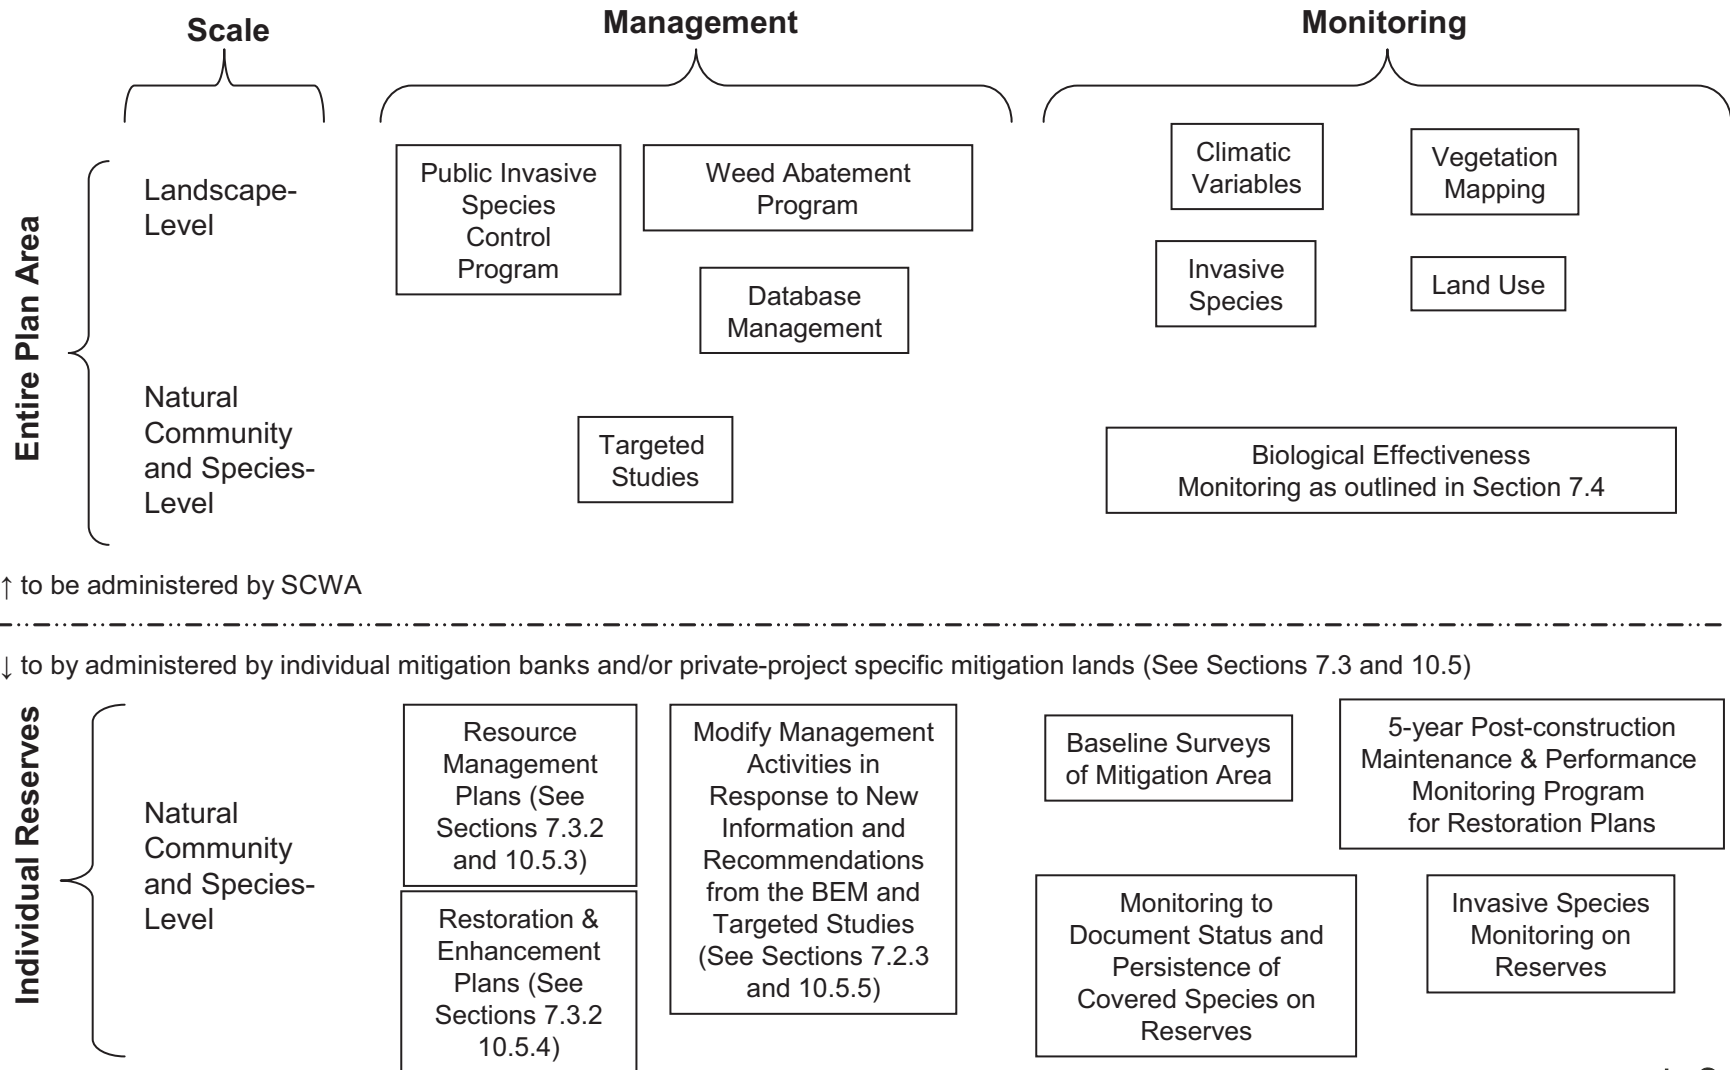 Scale
Management
Monitoring
Entire Plan Area
Landscape-
Level
Public Invasive
Species
Control
Program
Weed Abatement
Program
Database
Management
Climatic
Variables
Vegetation
Mapping
Invasive
Species
Land Use
Natural
Community
and Species-
Level
Targeted
Studies
Biological Effectiveness
Monitoring as outlined in Section 7.4
↑ to be administered by SCWA
↓ to by administered by individual mitigation banks and/or private-project specific mitigation lands (See Sections 7.3 and 10.5)
Individual Reserves
Natural
Community
and Species-
Level
Resource
Management
Plans (See
Sections 7.3.2
and 10.5.3)
Restoration &
Enhancement
Plans (See
Sections 7.3.2
10.5.4)
Modify Management
Activities in
Response to New
Information and
Recommendations
from the BEM and
Targeted Studies
(See Sections 7.2.3
and 10.5.5)
Baseline Surveys
of Mitigation Area
5-year Post-construction
Maintenance & Performance
Monitoring Program
for Restoration Plans
Monitoring to
Document Status and
Persistence of
Covered Species on
Reserves
Invasive Species
Monitoring on
Reserves